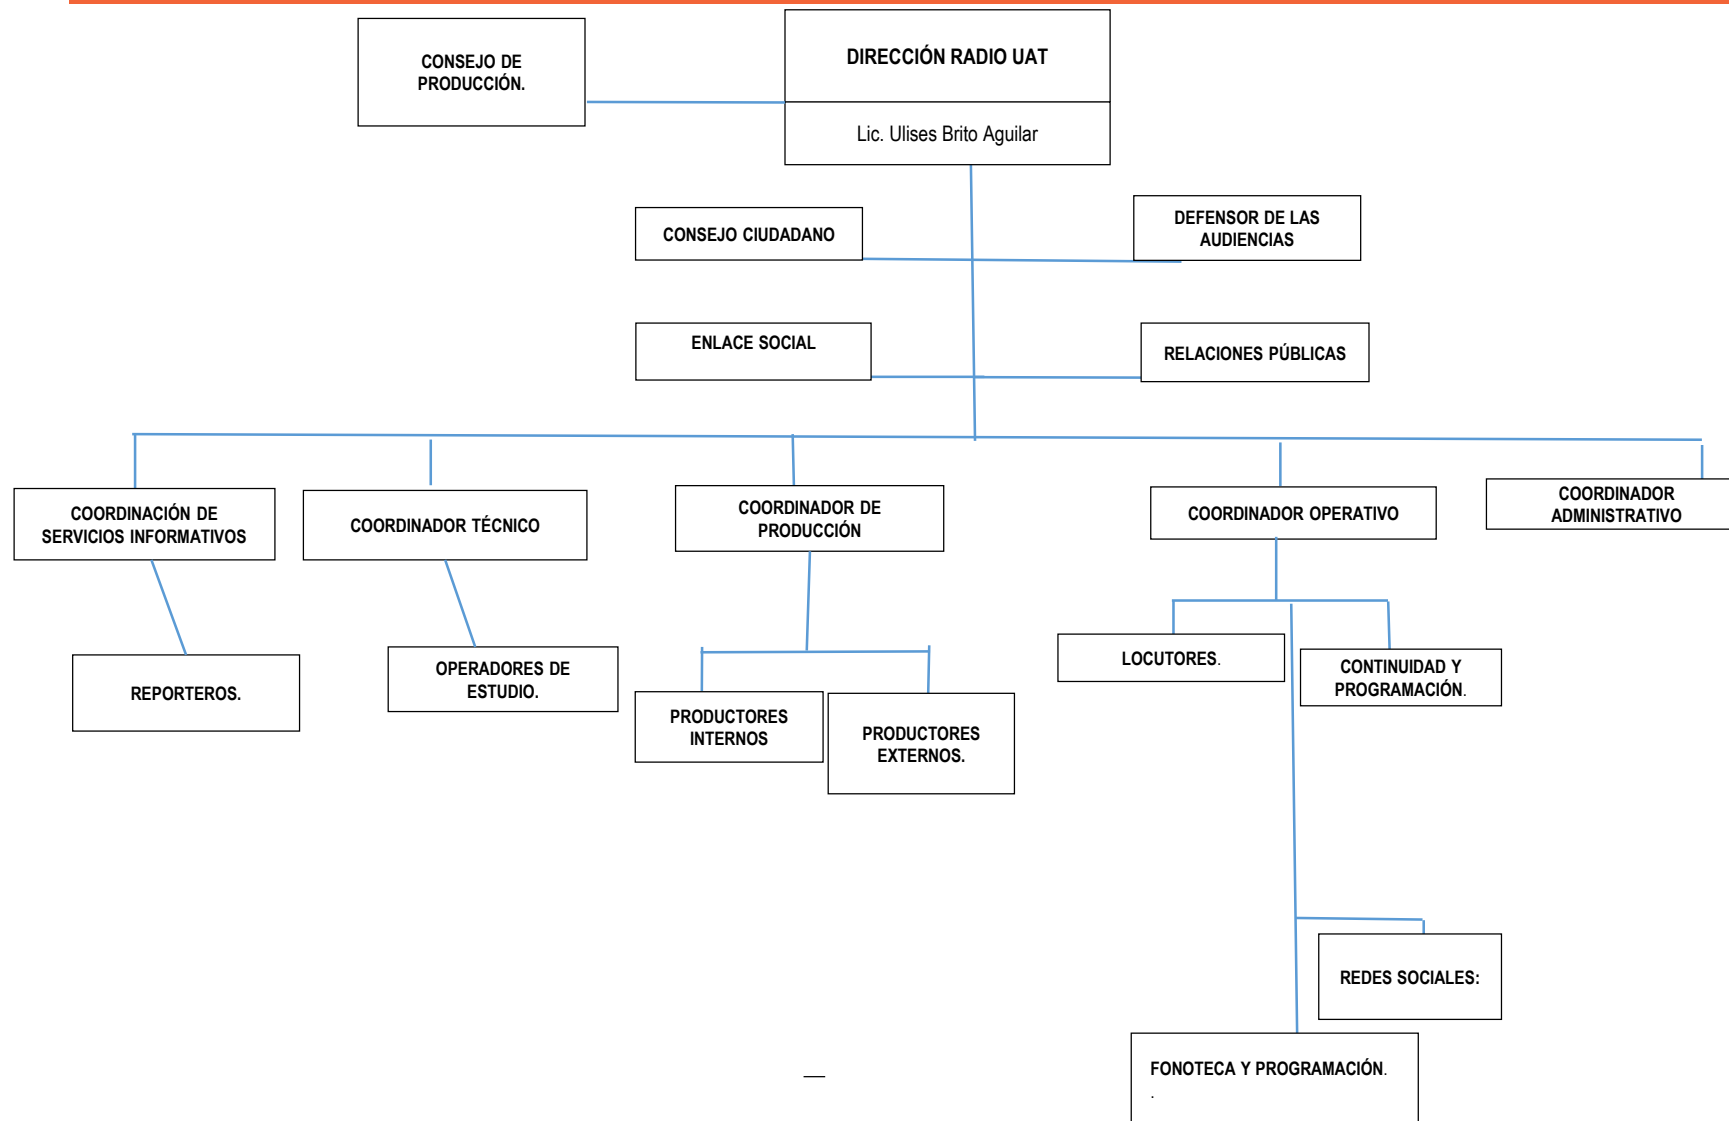 CONSEJO DE
PRODUCCIÓN.
DIRECCIÓN RADIO UAT
Lic. Ulises Brito Aguilar
CONSEJO CIUDADANO
DEFENSOR DE LAS
AUDIENCIAS
ENLACE SOCIAL
RELACIONES PÚBLICAS
COORDINACIÓN DE
SERVICIOS INFORMATIVOS
COORDINADOR TÉCNICO
COORDINADOR DE
PRODUCCIÓN
COORDINADOR OPERATIVO
COORDINADOR
ADMINISTRATIVO
REPORTEROS.
OPERADORES DE
ESTUDIO.
PRODUCTORES
INTERNOS
PRODUCTORES
EXTERNOS.
LOCUTORES.
CONTINUIDAD Y
PROGRAMACIÓN.
REDES SOCIALES:
FONOTECA Y PROGRAMACIÓN.
.